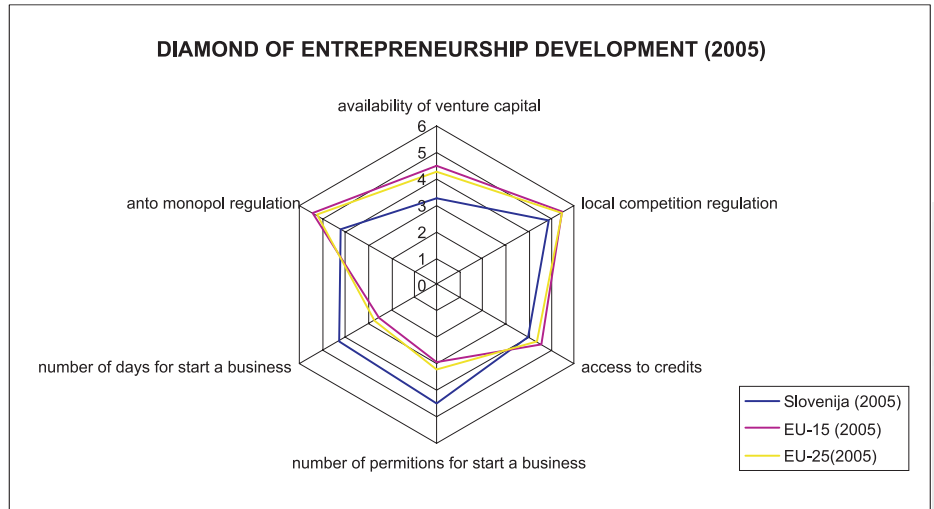 DIAMOND OF ENTREPRENEURSHIP DEVELOPMENT (2005)
availability of venture capital
6
5
4
anto monopol regulation
3
local competition regulation
2
1
0
number of days for start a business
access to credits
number of permitions for start a business
Slovenija (2005)
EU-15 (2005)
EU-25(2005)